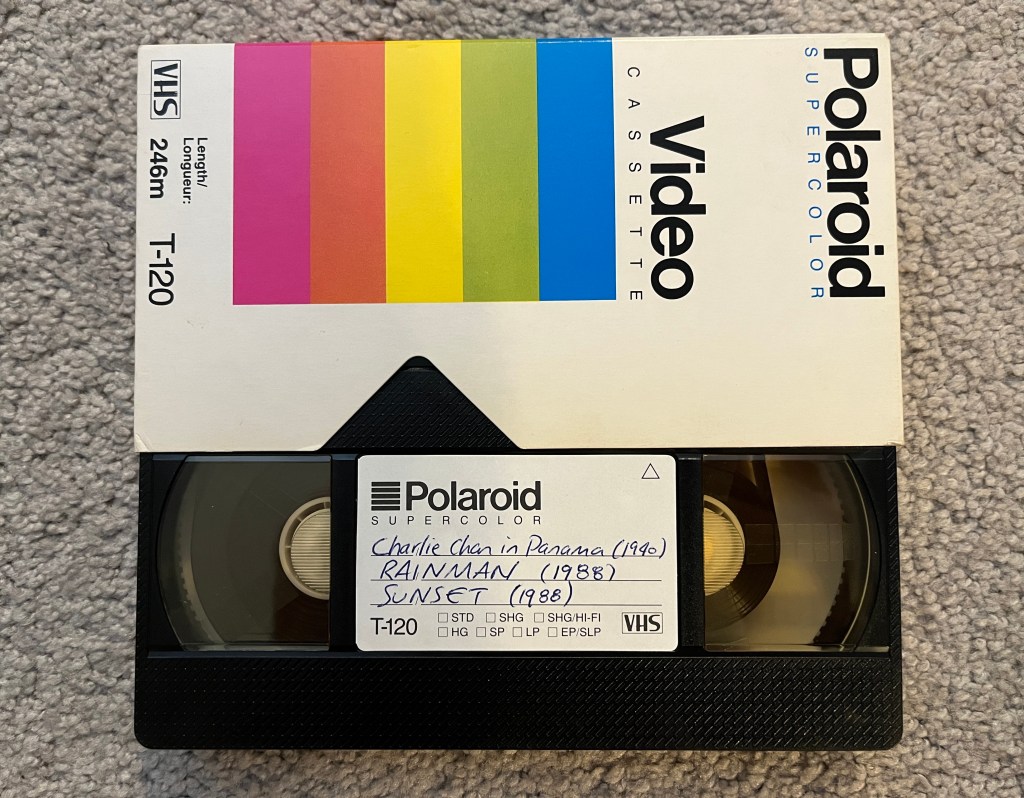 Polaroid
SUPERCOLOR
Video
CASSETTE
VHS
Length/
Longueur:
246m T-120
Polaroid
SUPERCOLOR
Charlie Chan in Panama (1940)
RAINMAN (1988)
SUNSET (1988)
T-120
STD SHG SHG/HI-FI
HG SP LP EP/SLP
VHS